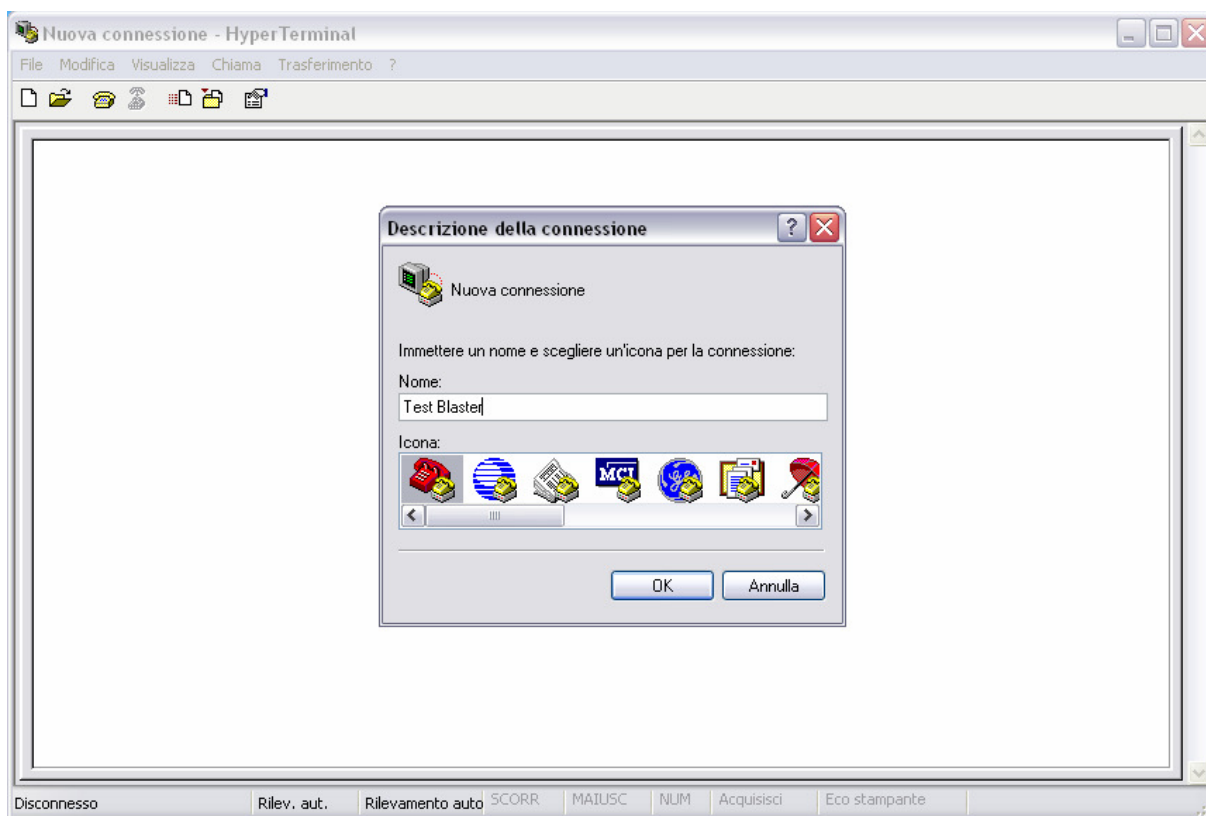 Nuova connessione - HyperTerminal
File Modifica Visualizza Chiama Trasferimento ?
Descrizione della connessione
Nuova connessione
Immettere un nome e scegliere un'icona per la connessione:
Nome:
Test Blaster
Icona:
MCI
OK Annulla
Disconnesso Rilev. aut. Rilevamento auto SCORR MAIUSC NUM Acquisisci Eco stampante